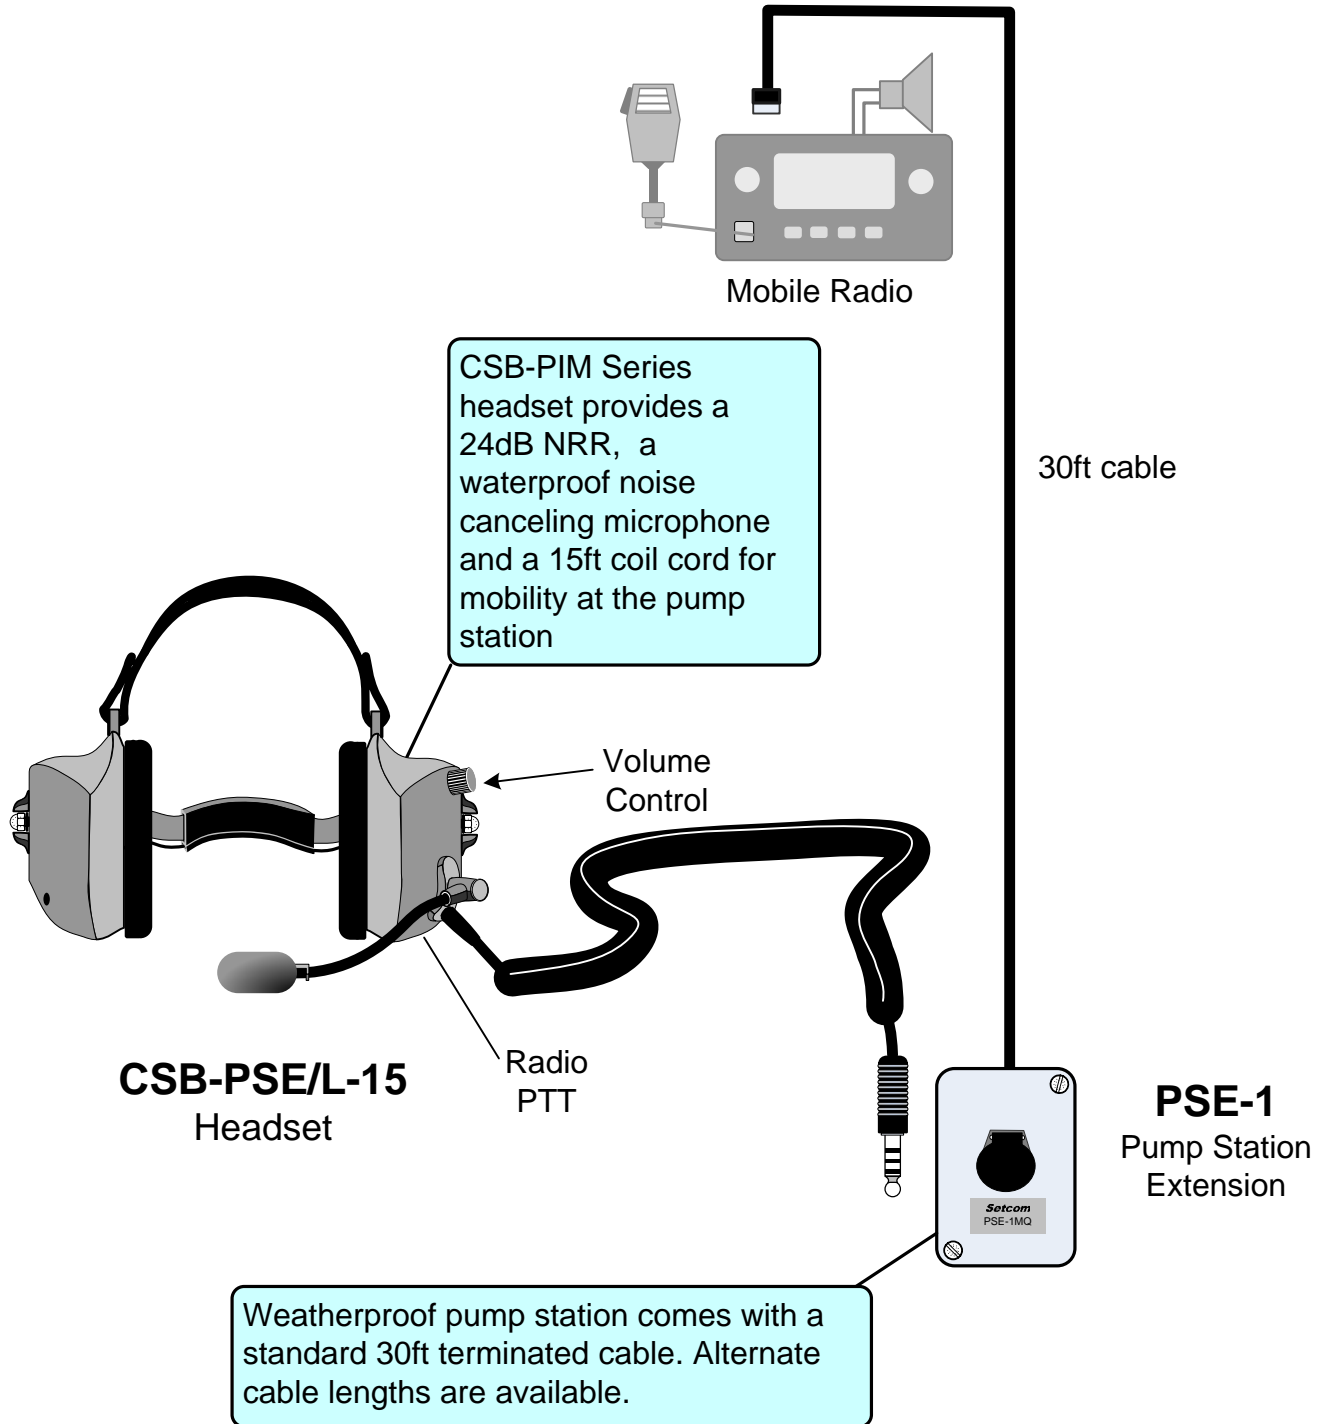 Mobile Radio
CSB-PIM Series
headset provides a
24dB NRR, a
waterproof noise
canceling microphone
and a 15ft coil cord for
mobility at the pump
station
30ft cable
Volume
Control
Radio
PTT
CSB-PSE/L-15
Headset
PSE-1
Pump Station
Extension
Setcom
PSE-1MQ
Weatherproof pump station comes with a
standard 30ft terminated cable. Alternate
cable lengths are available.